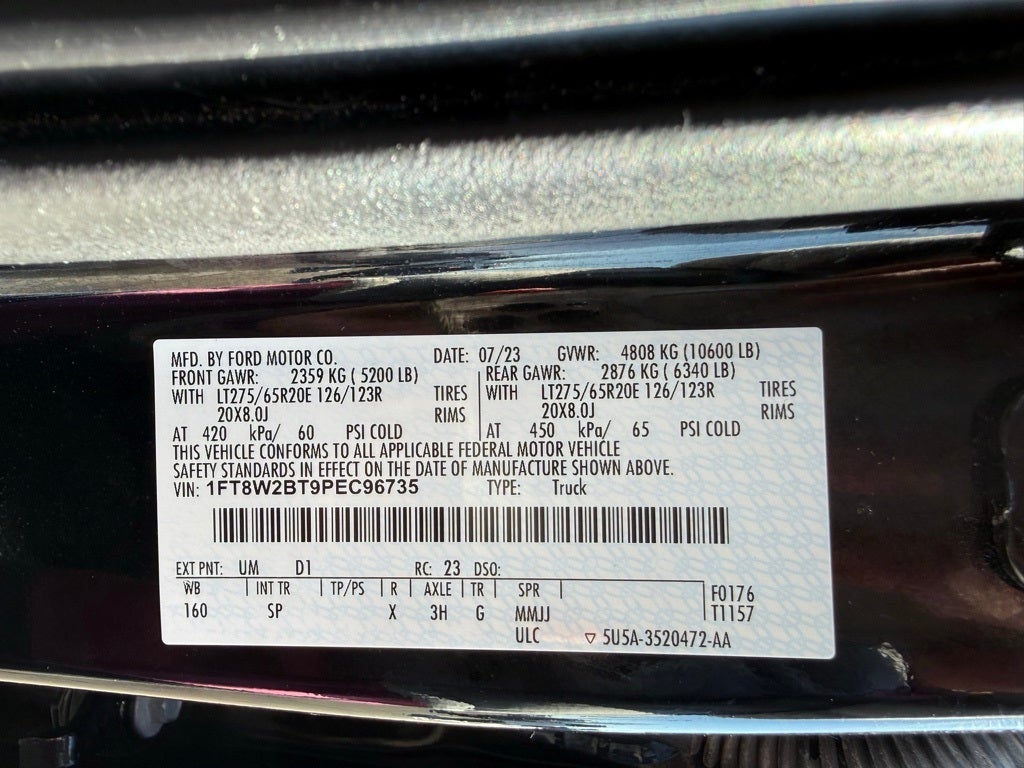 MFD. BY FORD MOTOR CO. DATE: 07/23 GVWR: 4808 KG (10600 LB)
FRONT GAWR: 2359 KG ( 5200 LB) REAR GAWR: 2876 KG ( 6340 LB)
WITH LT275/65R20E 126/123R TIRES WITH LT275/65R20E 126/123R TIRES
20X8.0J RIMS 20X8.0J RIMS
AT 420 kPa/ 60 PSI COLD AT 450 kPa/ 65 PSI COLD
THIS VEHICLE CONFORMS TO ALL APPLICABLE FEDERAL MOTOR VEHICLE
SAFETY STANDARDS IN EFFECT ON THE DATE OF MANUFACTURE SHOWN ABOVE.
VIN: 1FT8W2BT9PEC96735 TYPE: Truck
EXT PNT: UM D1 RC: 23 DSO:
WB INT TR TP/PS R AXLE TR SPR F0176
160 SP X 3H G MMJJ T1157
ULC ▽ 5U5A-3520472-AA